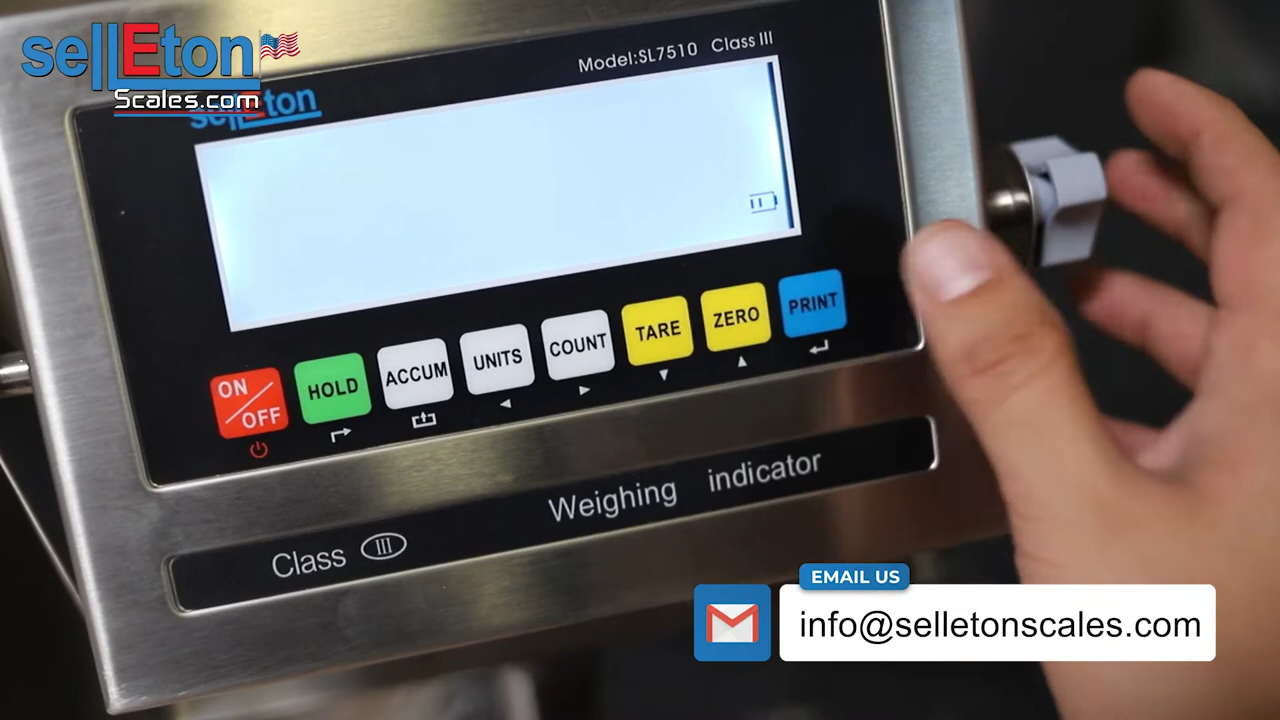 selleton
Scales.com
selleton
Model:SL7510 Class III
ON/OFF
HOLD
ACCUM
UNITS
COUNT
TARE
ZERO
PRINT
Weighing indicator
Class III
EMAIL US
info@selletonscales.com